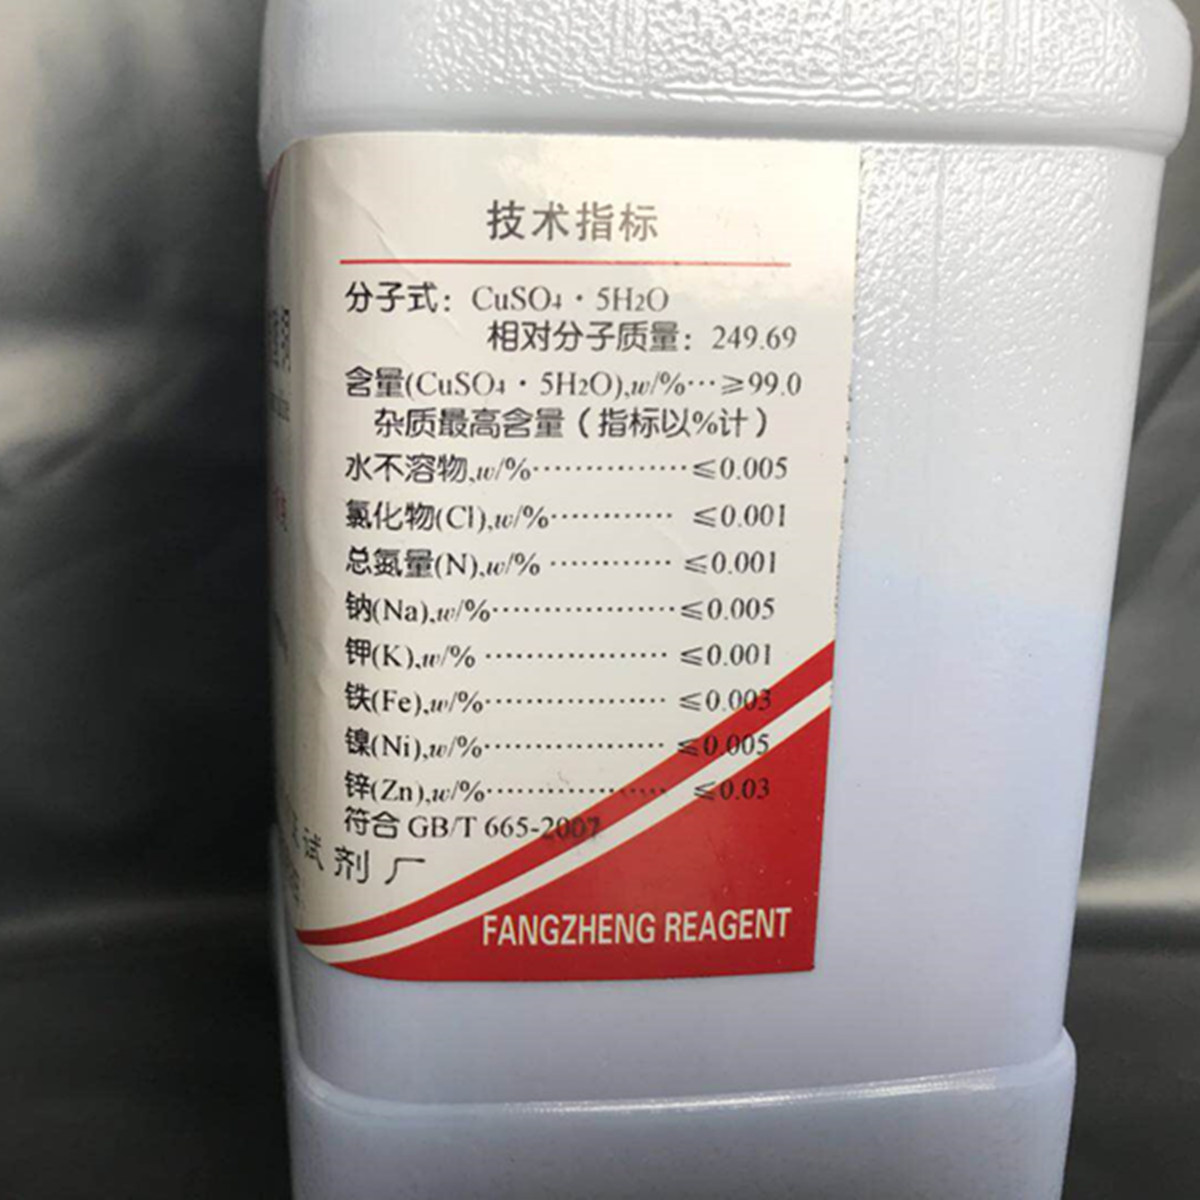 技术指标
分子式：CuSO4·5H2O
相对分子质量：249.69
含量(CuSO4·5H2O),w/%···≥99.0
杂质最高含量（指标以%计）
水不溶物,w/%···············≤0.005
氯化物(Cl),w/%············ ≤0.001
总氮量(N),w/% ············ ≤0.001
钠(Na),w/%··················≤0.005
钾(K),w/% ·················· ≤0.001
铁(Fe),w/%·················· ≤0.003
镍(Ni),w/%·················· ≤0.005
锌(Zn),w/%·················· ≤0.03
符合 GB/T 665-2007
试剂厂
FANGZHENG REAGENT